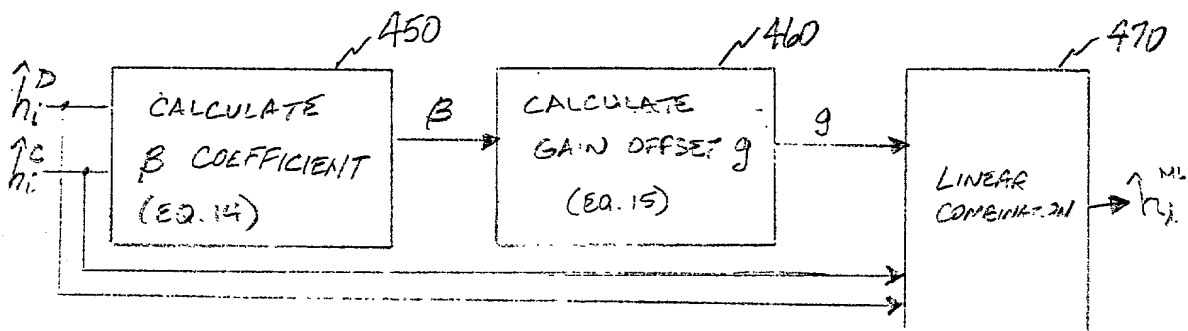 450
460
470
ĥᵢᴰ
ĥᵢᶜ
CALCULATE
β COEFFICIENT
(EQ.14)
β
CALCULATE
GAIN OFFSET g
(EQ.15)
g
LINEAR
COMBINATION
ĥᵢᴹᴸ